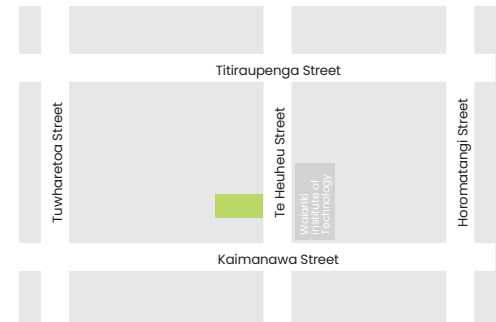 Titiraupenga Street
Tuwharetoa Street
Te Heuheu Street
Horomatangi Street
Waiariki
Institute of
Technology
Kaimanawa Street